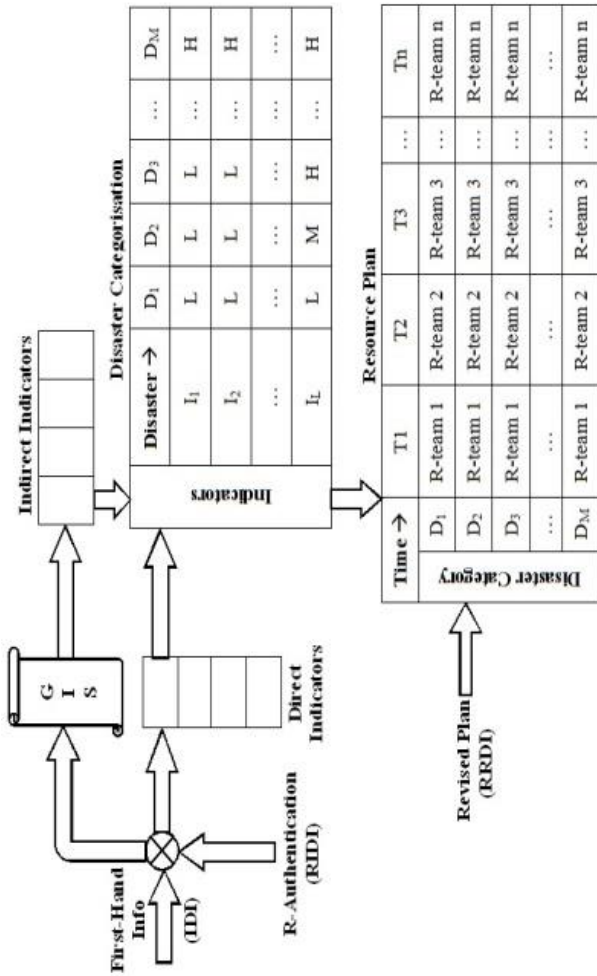 Indirect Indicators
G
I
S
First-Hand
Info
(IDI)
R-Authentication
(RIDI)
Direct
Indicators
Disaster Categorisation
Indicators
Disaster → D1 D2 D3 … DM
I1 L L L … H
I2 L L L … H
… … … … … …
IL L M H … H
Resource Plan
Revised Plan
(RRDI)
Disaster Category
Time → T1 T2 T3 … Tn
D1 R-team 1 R-team 2 R-team 3 … R-team n
D2 R-team 1 R-team 2 R-team 3 … R-team n
D3 R-team 1 R-team 2 R-team 3 … R-team n
… … … … … …
DM R-team 1 R-team 2 R-team 3 … R-team n